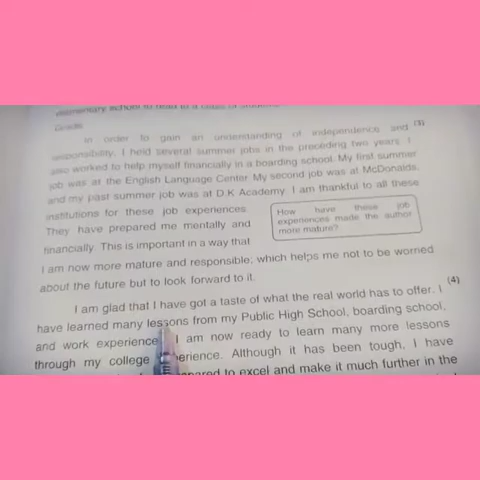 elementary school to deal to a
Grade
In order to gain an understanding of independence and (3)
responsibility, I held several summer jobs in the preceding two years. I
also worked to help myself financially in a boarding school. My first summer
job was at the English Language Center. My second job was at McDonalds,
and my past summer job was at D.K Academy. I am thankful to all these
institutions for these job experiences.
They have prepared me mentally and
financially. This is important in a way that
How have these job
experiences made the author
more mature?
I am now more mature and responsible, which helps me not to be worried
about the future but to look forward to it.
I am glad that I have got a taste of what the real world has to offer. I (4)
have learned many lessons from my Public High School, boarding school,
and work experience. I am now ready to learn many more lessons
through my college experience. Although it has been tough, I have
to excel and make it much further in the